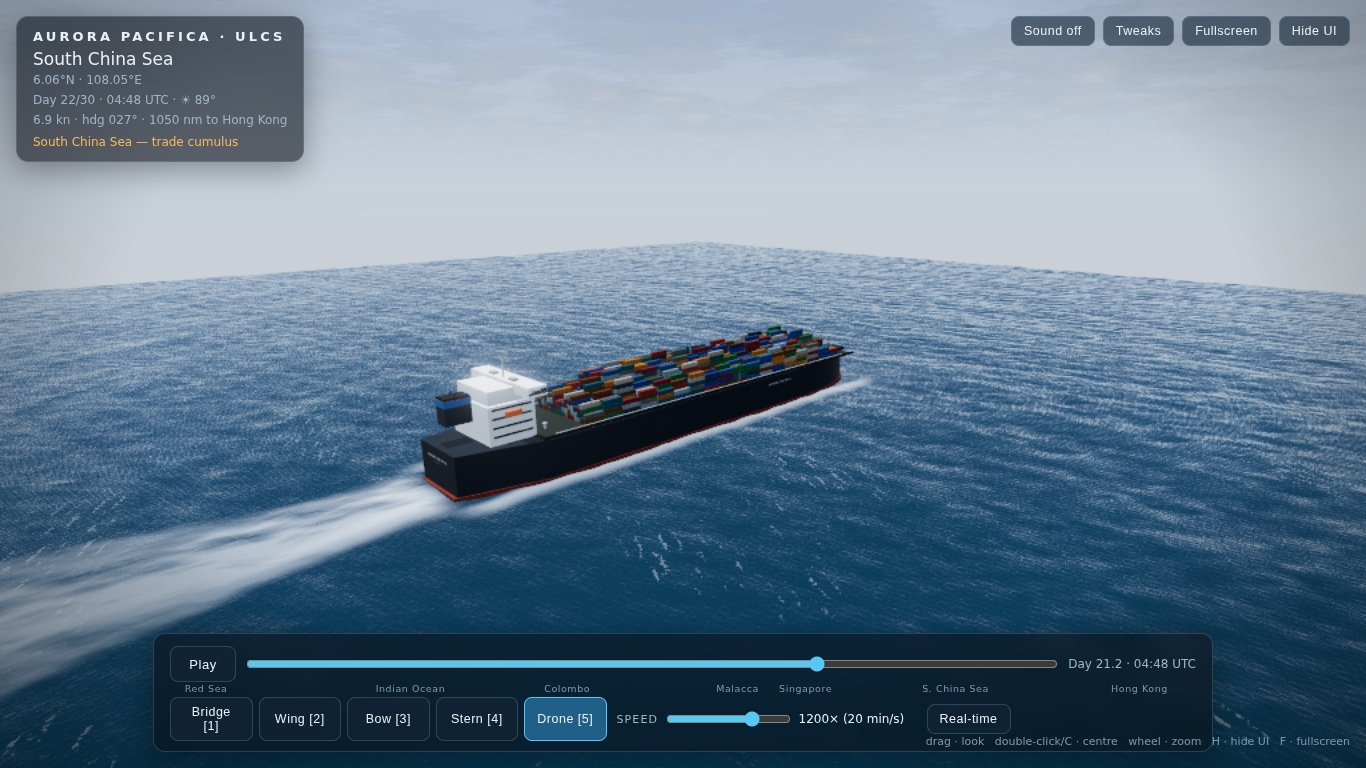 AURORA PACIFICA · ULCS
South China Sea
6.06°N · 108.05°E
Day 22/30 · 04:48 UTC · ☀ 89°
6.9 kn · hdg 027° · 1050 nm to Hong Kong
South China Sea — trade cumulus
Sound off
Tweaks
Fullscreen
Hide UI
Play
Day 21.2 · 04:48 UTC
Red Sea
Indian Ocean
Colombo
Malacca
Singapore
S. China Sea
Hong Kong
Bridge
[1]
Wing [2]
Bow [3]
Stern [4]
Drone [5]
SPEED
1200× (20 min/s)
Real-time
drag · look double-click/C · centre wheel · zoom H · hide UI F · fullscreen